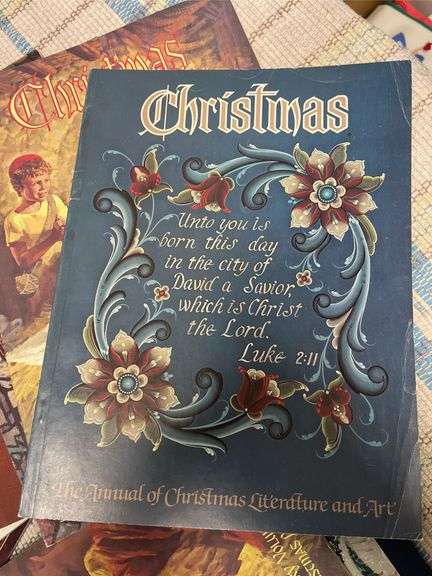 Christmas
Christmas
Unto you is
born this day
in the city of
David a Savior,
which is Christ
the Lord.
Luke 2:11
The Annual of Christmas Literature and Art